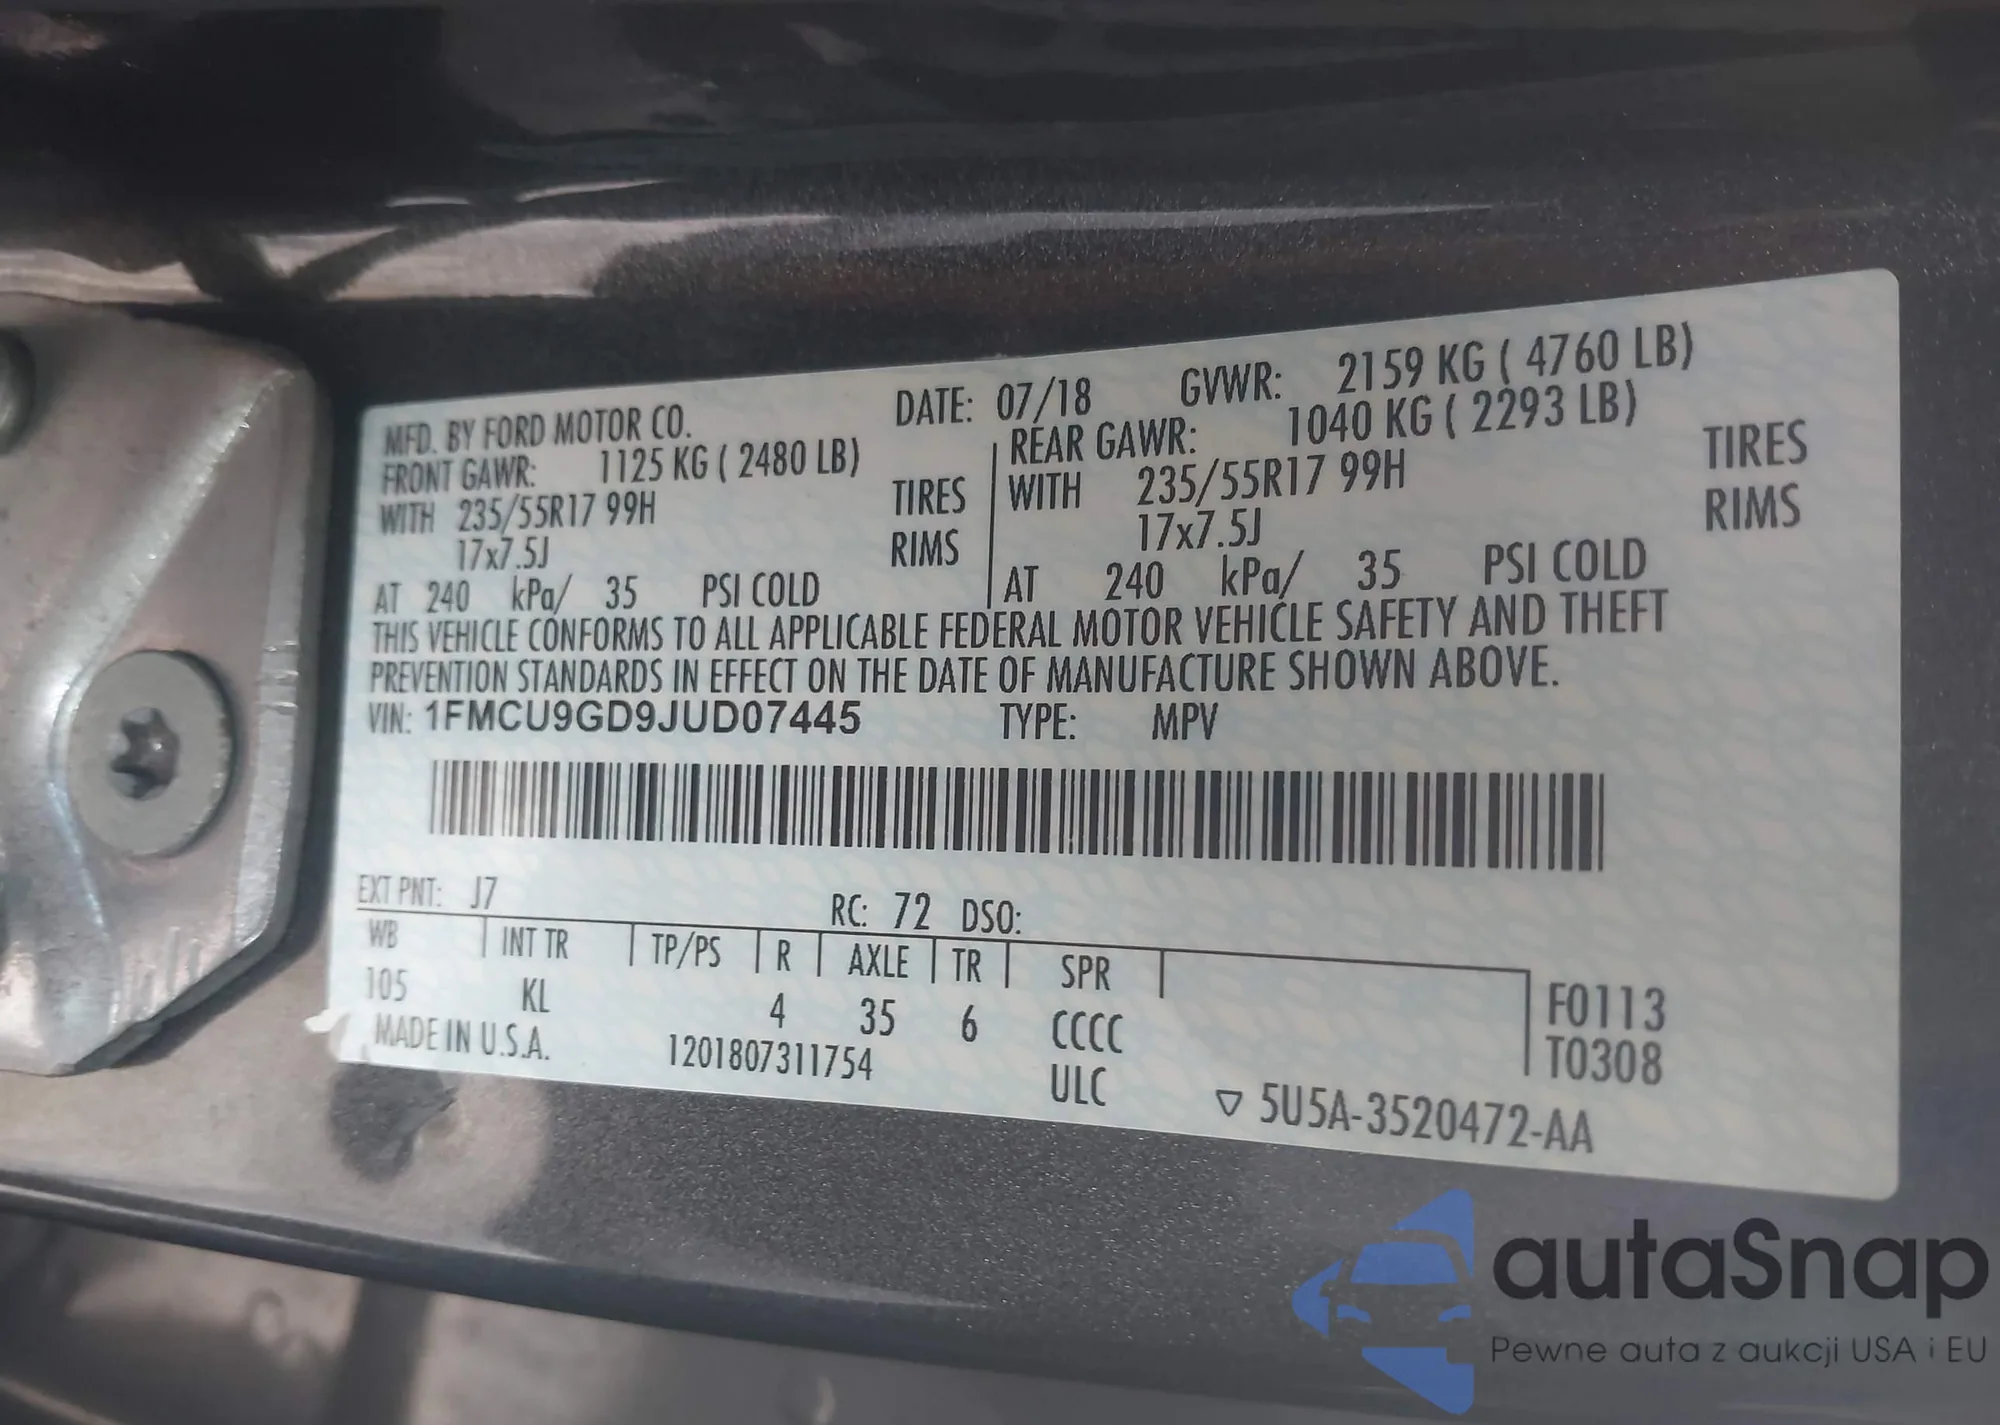 MFD. BY FORD MOTOR CO. DATE: 07/18 GVWR: 2159 KG ( 4760 LB)
FRONT GAWR: 1125 KG ( 2480 LB) REAR GAWR: 1040 KG ( 2293 LB)
WITH 235/55R17 99H TIRES WITH 235/55R17 99H TIRES
17x7.5J RIMS 17x7.5J RIMS
AT 240 kPa/ 35 PSI COLD AT 240 kPa/ 35 PSI COLD
THIS VEHICLE CONFORMS TO ALL APPLICABLE FEDERAL MOTOR VEHICLE SAFETY AND THEFT
PREVENTION STANDARDS IN EFFECT ON THE DATE OF MANUFACTURE SHOWN ABOVE.
VIN: 1FMCU9GD9JUD07445 TYPE: MPV
EXT PNT: J7 RC: 72 DSO:
WB INT TR TP/PS R AXLE TR SPR
105 KL 4 35 6 CCCC F0113
MADE IN U.S.A. 1201807311754 ULC T0308
▽ 5U5A-3520472-AA
autaSnap
Pewne auta z aukcji USA i EU